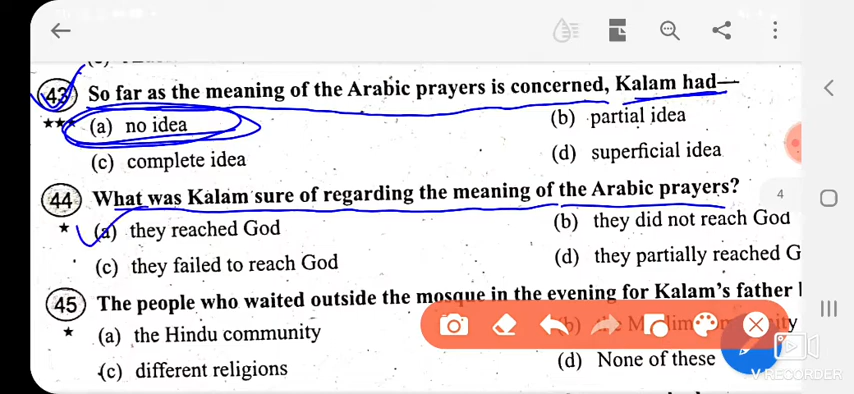 43 So far as the meaning of the Arabic prayers is concerned, Kalam had—
(a) no idea (b) partial idea
(c) complete idea (d) superficial idea
44 What was Kalam sure of regarding the meaning of the Arabic prayers?
(a) they reached God (b) they did not reach God
(c) they failed to reach God (d) they partially reached G
4
45 The people who waited outside the mosque in the evening for Kalam's father
(a) the Hindu community
(c) different religions (d) None of these
V RECORDER